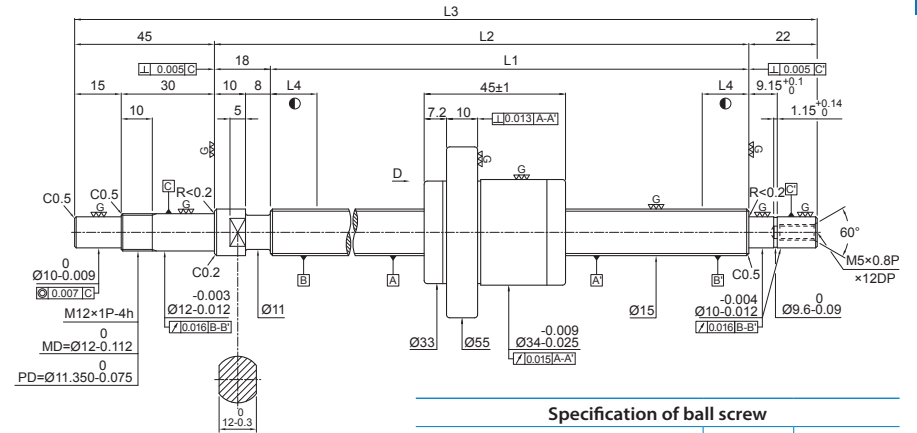 L3
45 L2 22
18 L1
⊥ 0.005 C ⊥ 0.005 C'
15 30 10 8 L4 45±1 L4 9.15 +0.1 0
10 5 7.2 10 ⊥ 0.013 A-A' 1.15 +0.14 0
G G G
D G
C0.5 C0.5 C R<0.2 G R<0.2 C'
G G G G
60°
C0.2 B A A' B' C0.5 M5×0.8P
×12DP
0
Ø10-0.009
◎ 0.007 C
-0.003
Ø12-0.012
↗ 0.016 B-B'
Ø11
Ø15
-0.004
Ø10-0.012
↗ 0.016 B-B'
0
Ø9.6-0.09
M12×1P-4h
0
MD=Ø12-0.112
0
PD=Ø11.350-0.075
Ø33 Ø55
-0.009
Ø34-0.025
↗ 0.015 A-A'
0
12-0.3
Specification of ball screw